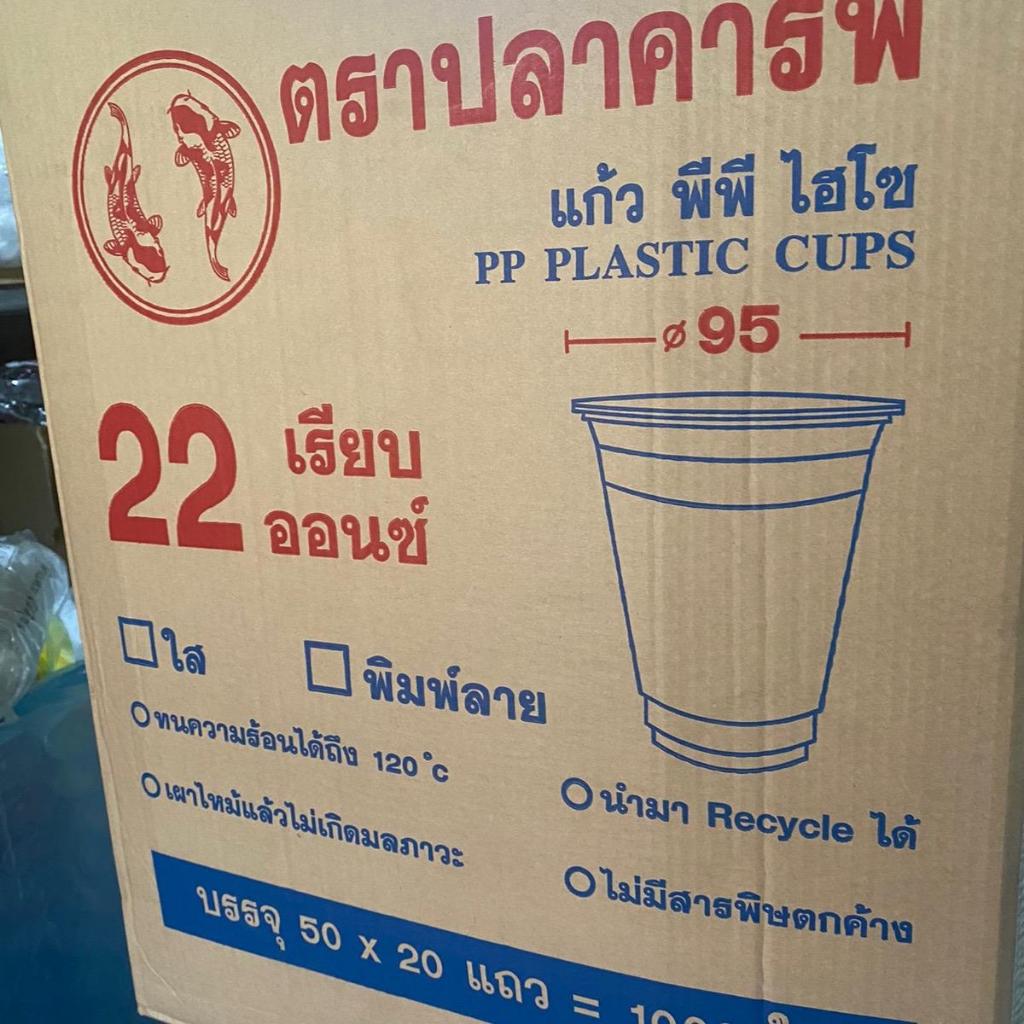 ตราปลาคาร์ฟ
แก้ว พีพี ไฮโซ
PP PLASTIC CUPS
ø 95
22 เรียบ
ออนซ์
ใส พิมพ์ลาย
ทนความร้อนได้ถึง 120 °c
เผาไหม้แล้วไม่เกิดมลภาวะ
นำมา Recycle ได้
ไม่มีสารพิษตกค้าง
บรรจุ 50 x 20 แถว =